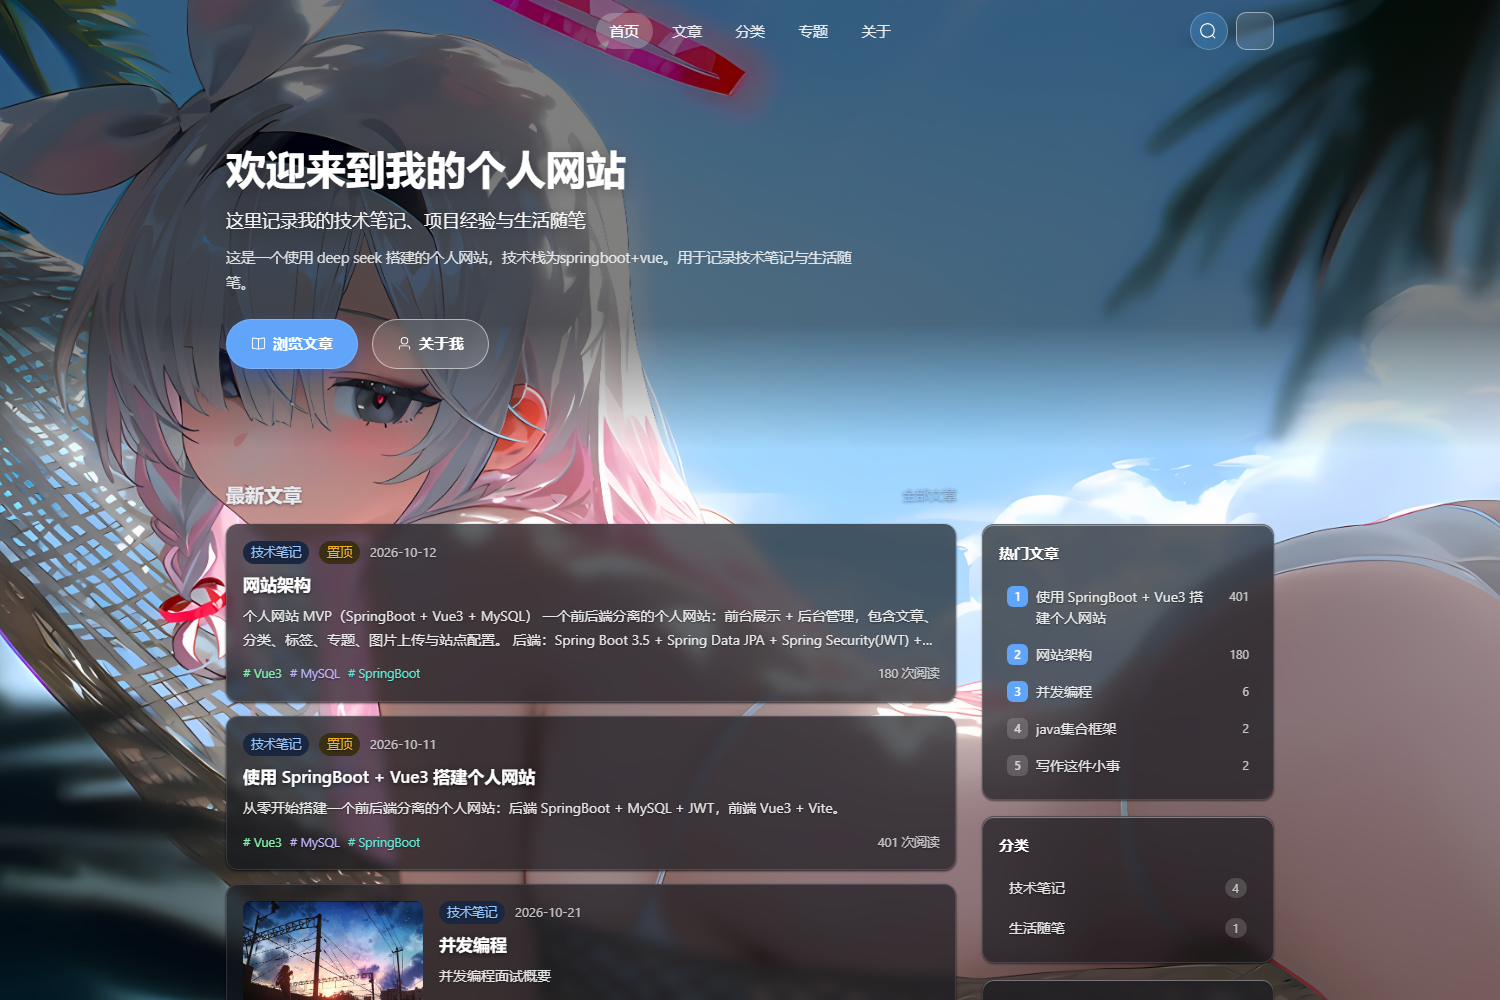 首页 文章 分类 专题 关于
欢迎来到我的个人网站
这里记录我的技术笔记、项目经验与生活随笔
这是一个使用 deep seek 搭建的个人网站，技术栈为springboot+vue。用于记录技术笔记与生活随
笔。
浏览文章 关于我
最新文章 全部文章
技术笔记 置顶 2026-10-12
网站架构
个人网站 MVP（SpringBoot + Vue3 + MySQL） 一个前后端分离的个人网站：前台展示 + 后台管理，包含文章、
分类、标签、专题、图片上传与站点配置。 后端：Spring Boot 3.5 + Spring Data JPA + Spring Security(JWT) +...
# Vue3 # MySQL # SpringBoot 180 次阅读
技术笔记 置顶 2026-10-11
使用 SpringBoot + Vue3 搭建个人网站
从零开始搭建一个前后端分离的个人网站：后端 SpringBoot + MySQL + JWT，前端 Vue3 + Vite。
# Vue3 # MySQL # SpringBoot 401 次阅读
技术笔记 2026-10-21
并发编程
并发编程面试概要
热门文章
1 使用 SpringBoot + Vue3 搭 401
建个人网站
2 网站架构 180
3 并发编程 6
4 java集合框架 2
5 写作这件小事 2
分类
技术笔记 4
生活随笔 1